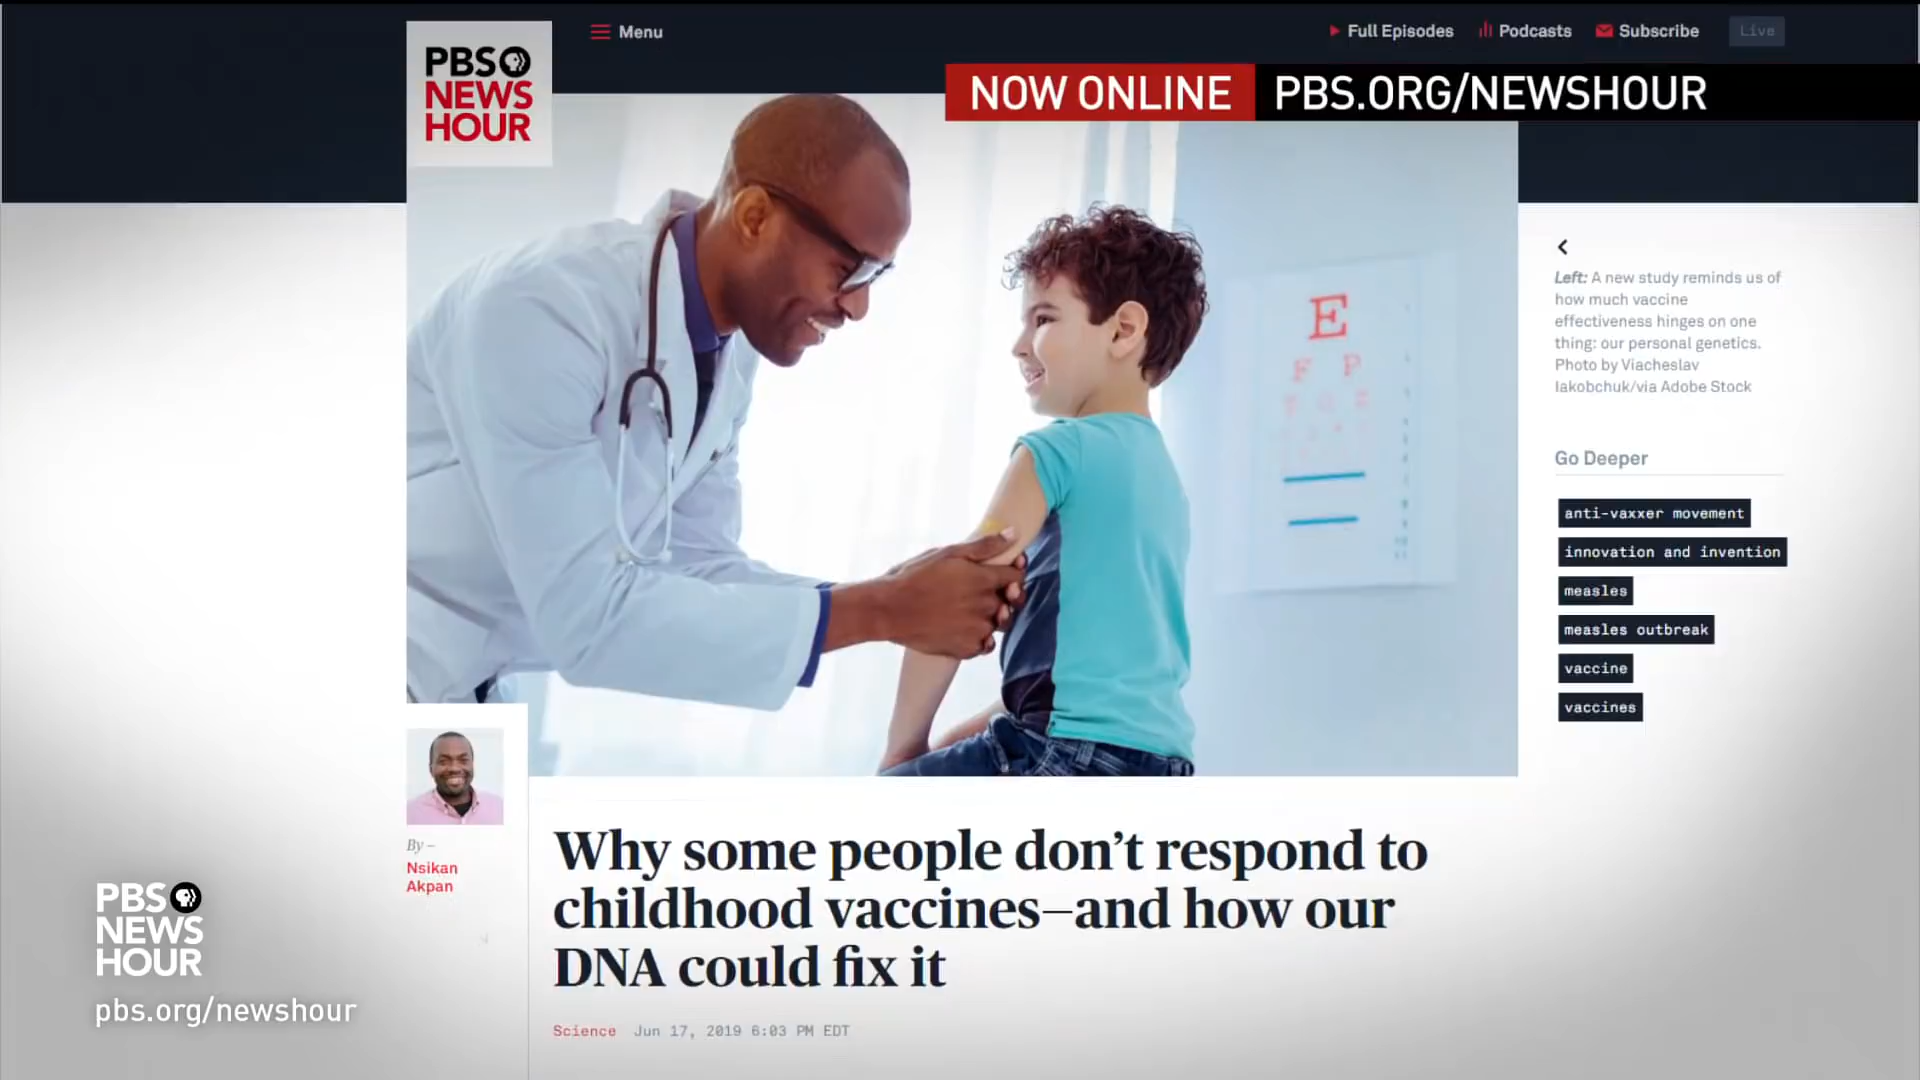 PBS
NEWS
HOUR
Menu
Full Episodes
Podcasts
Subscribe
Live
NOW ONLINE
PBS.ORG/NEWSHOUR
E
F P
Left: A new study reminds us of
how much vaccine
effectiveness hinges on one
thing: our personal genetics.
Photo by Viacheslav
Iakobchuk/via Adobe Stock
Go Deeper
anti-vaxxer movement
innovation and invention
measles
measles outbreak
vaccine
vaccines
By –
Nsikan
Akpan
Why some people don’t respond to
childhood vaccines—and how our
DNA could fix it
Science Jun 17, 2019 6:03 PM EDT
PBS
NEWS
HOUR
pbs.org/newshour